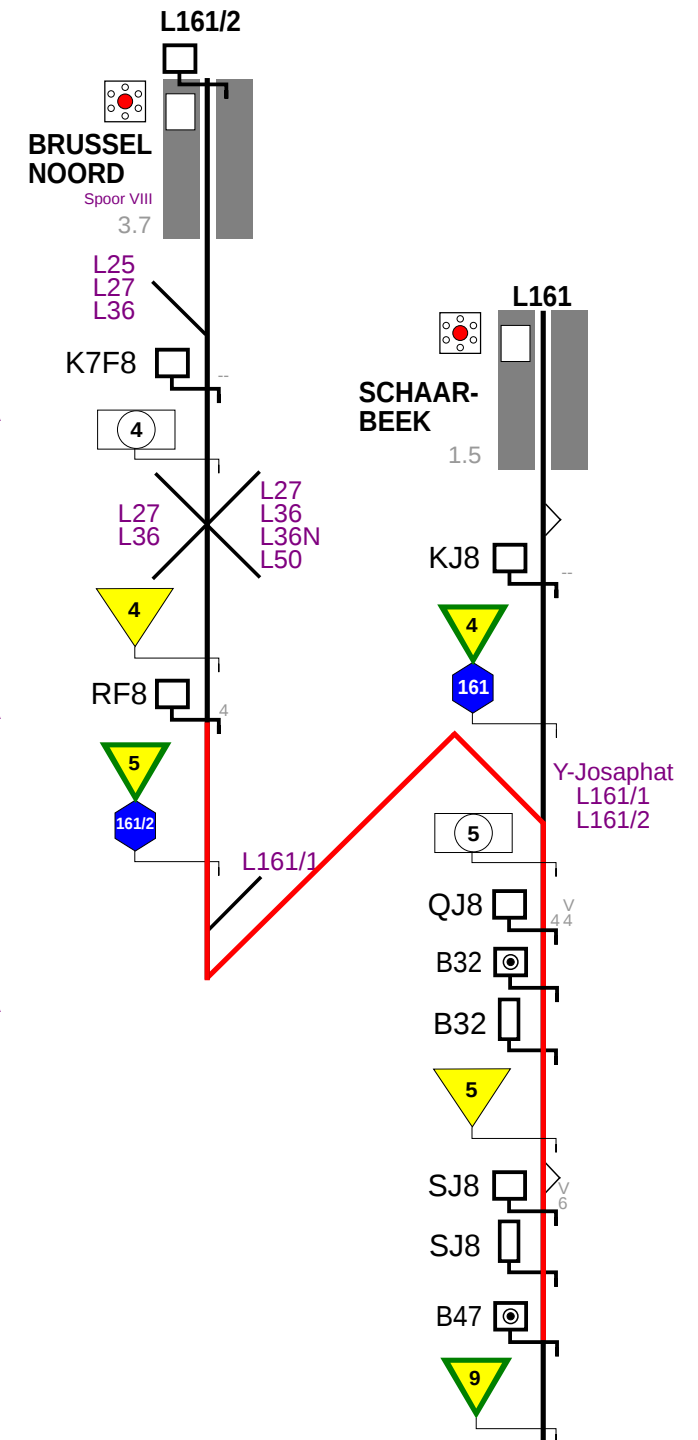 L161/2
BRUSSEL
NOORD
Spoor VIII
3.7
L25
L27
L36
K7F8
--
4
L27
L36
L27
L36
L36N
L50
4
RF8
4
5
161/2
L161/1
L161
SCHAAR-
BEEK
1.5
KJ8
--
4
161
Y-Josaphat
L161/1
L161/2
5
QJ8
V
4 4
B32
B32
5
SJ8
V
6
SJ8
B47
9